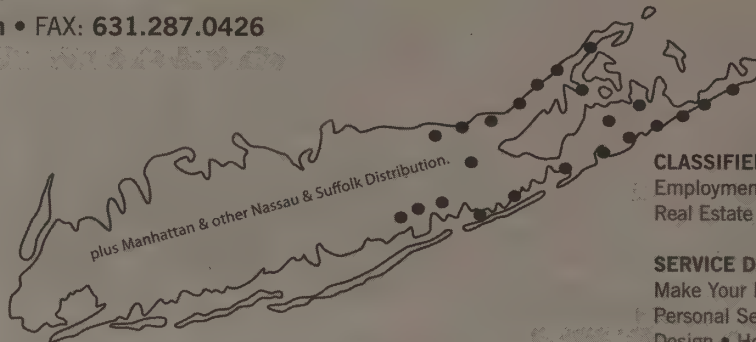 • FAX: 631.287.0426
plus Manhattan & other Nassau & Suffolk Distribution.
CLASSIFIE
Employmen
Real Estate
SERVICE D
Make Your
Personal Se
Design • H